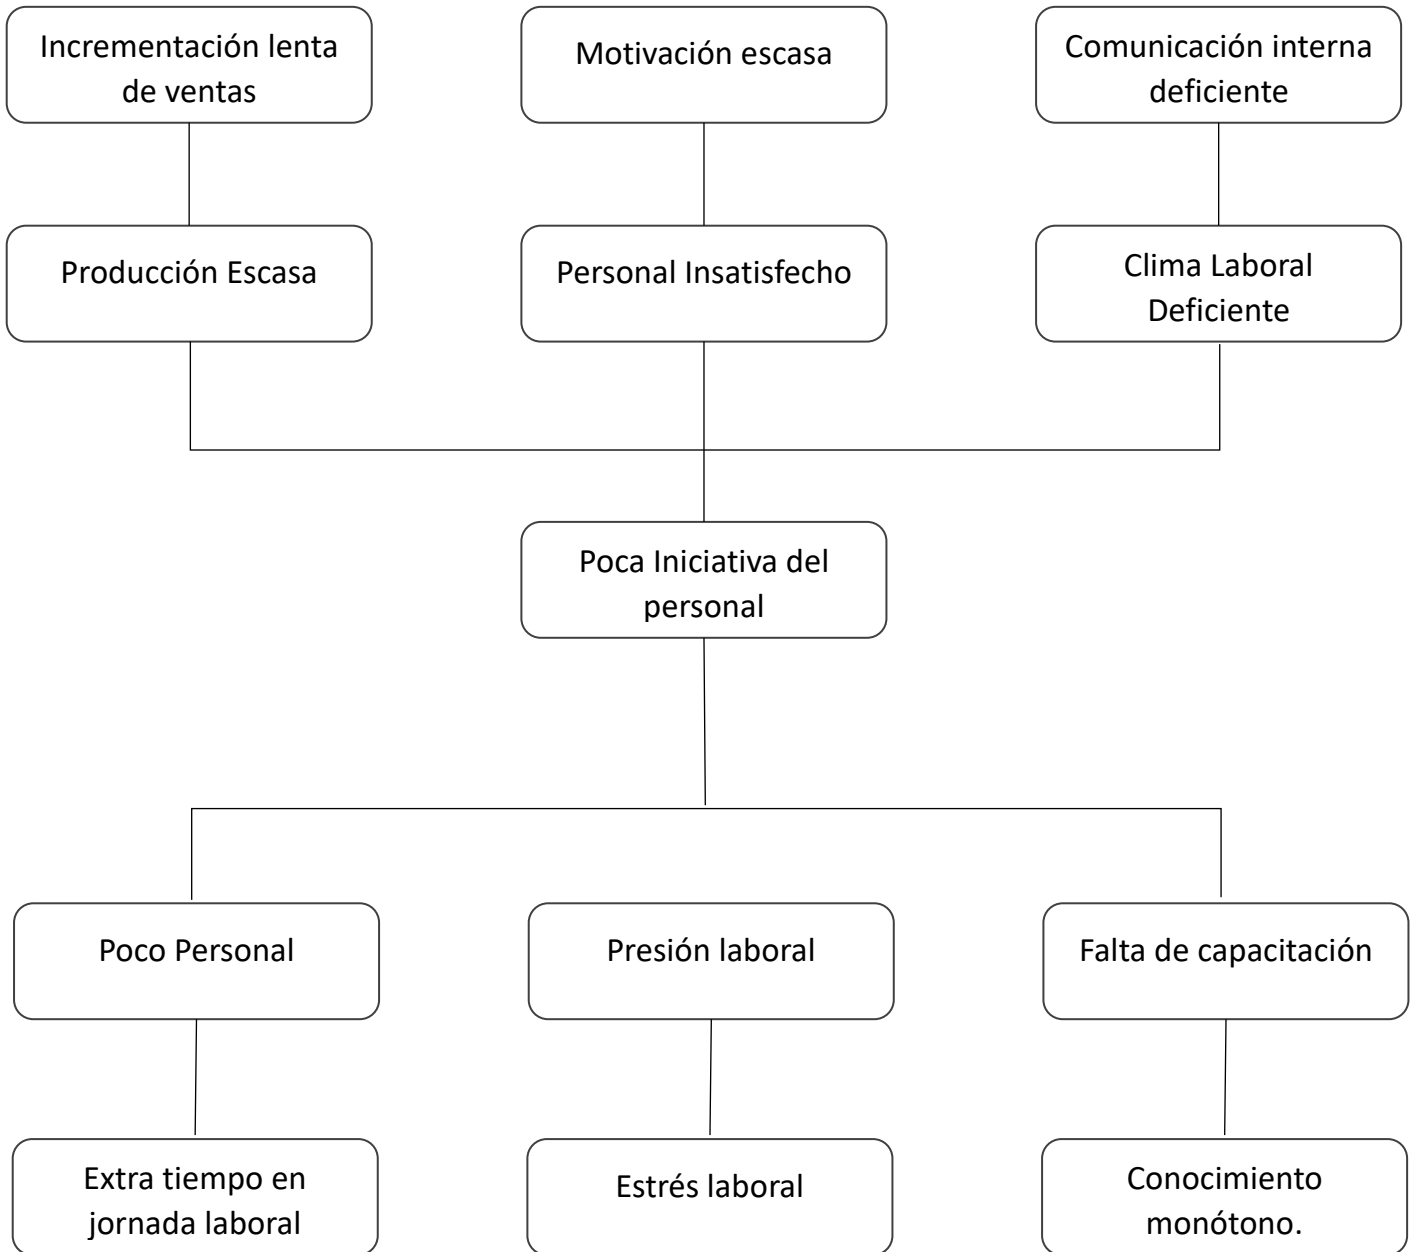 Incrementación lenta
de ventas
Motivación escasa
Comunicación interna
deficiente
Producción Escasa
Personal Insatisfecho
Clima Laboral
Deficiente
Poca Iniciativa del
personal
Poco Personal
Presión laboral
Falta de capacitación
Extra tiempo en
jornada laboral
Estrés laboral
Conocimiento
monótono.